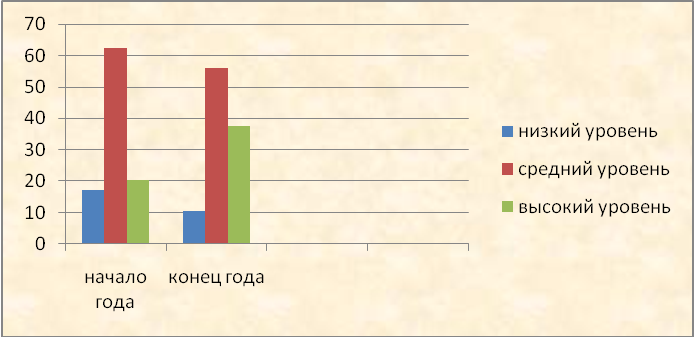 70
60
50
40
30
20
10
0
начало
года
конец года
низкий уровень
средний уровень
высокий уровень